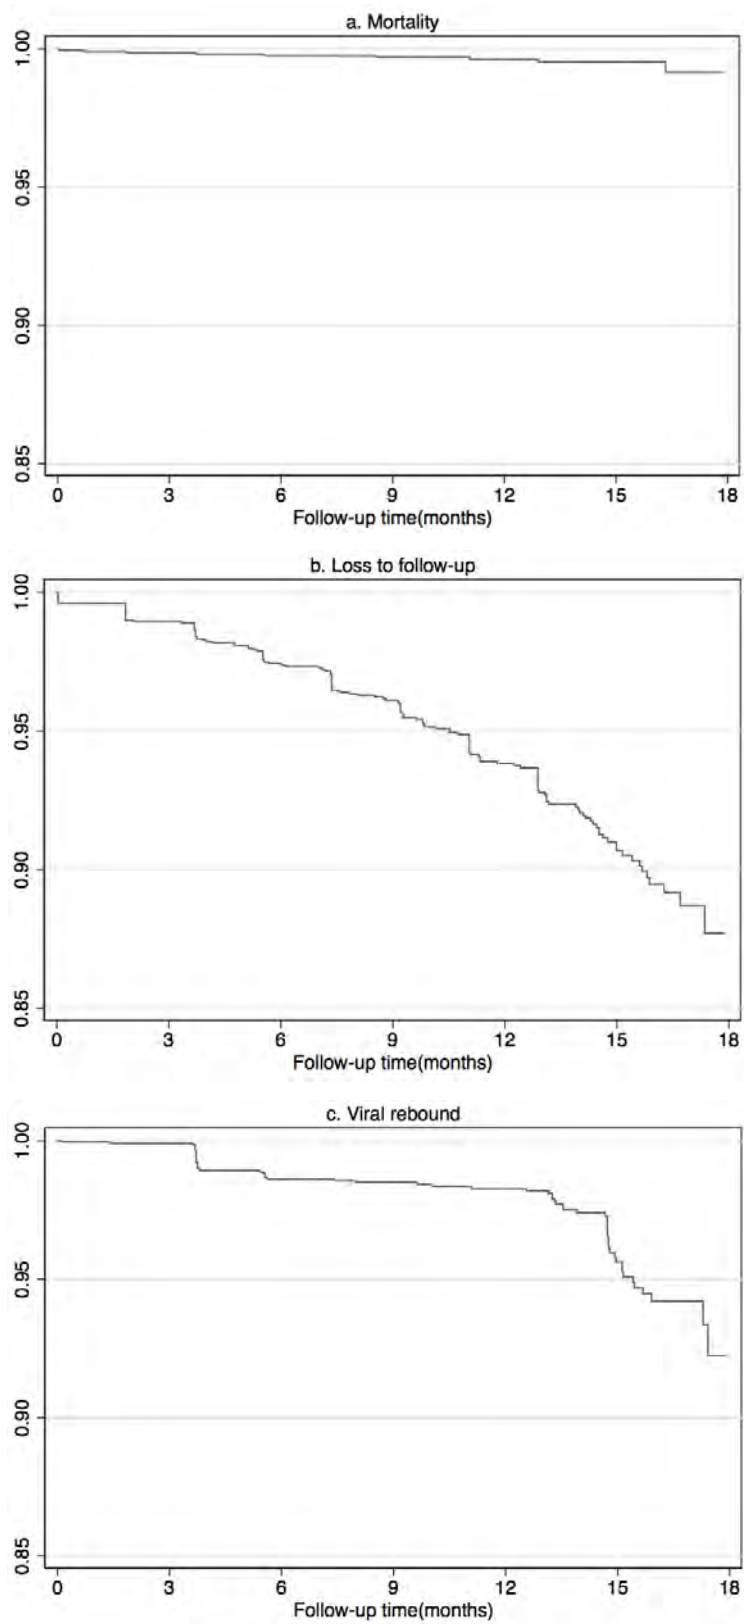 a. Mortality
1.00
0.95
0.90
0.85
0 3 6 9 12 15 18
Follow-up time(months)
b. Loss to follow-up
1.00
0.95
0.90
0.85
0 3 6 9 12 15 18
Follow-up time(months)
c. Viral rebound
1.00
0.95
0.90
0.85
0 3 6 9 12 15 18
Follow-up time(months)